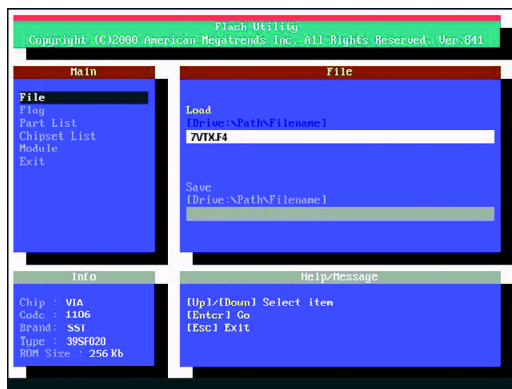 Flash Utility
Copyright (C)2000 American Megatrends Inc. All Rights Reserved. Ver:841
Main
File
Flag
Part List
Chipset List
Module
Exit
File
Load
[Drive:\Path\Filename]
7VTX.F4
Save
[Drive:\Path\Filename]
Info
Chip : VIA
Code : 1106
Brand: SST
Type : 39SF020
ROM Size : 256 Kb
Help/Message
[Up]/[Down] Select item
[Enter] Go
[Esc] Exit